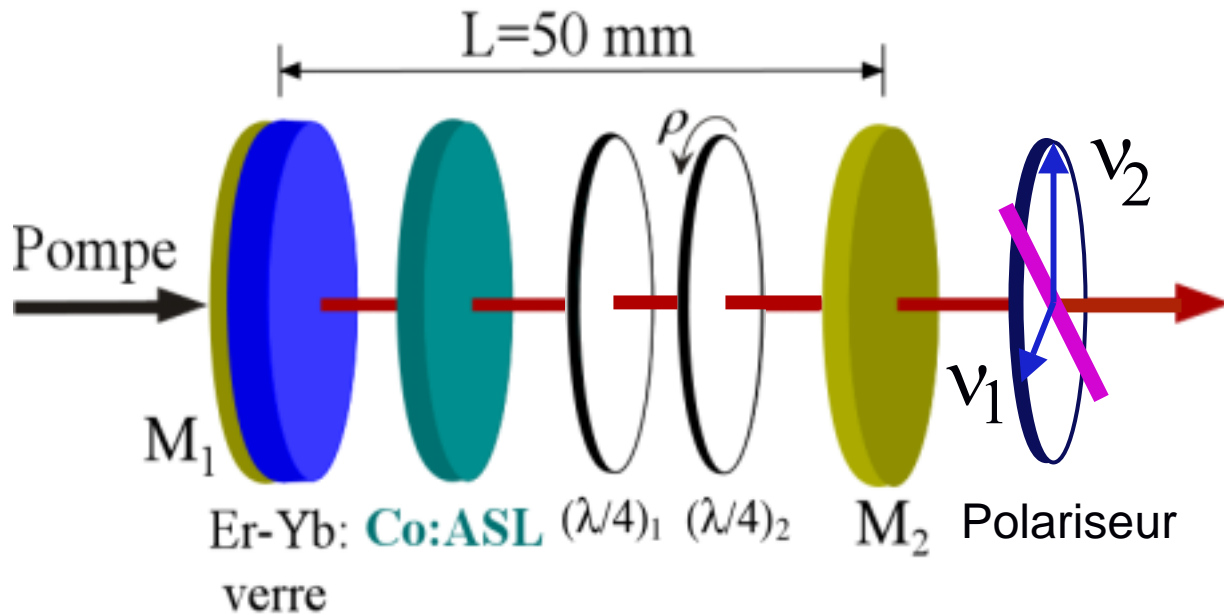 L=50 mm
ρ
ν2
Pompe
ν1
M1
Er-Yb:
verre
Co:ASL
(λ/4)1
(λ/4)2
M2
Polariseur